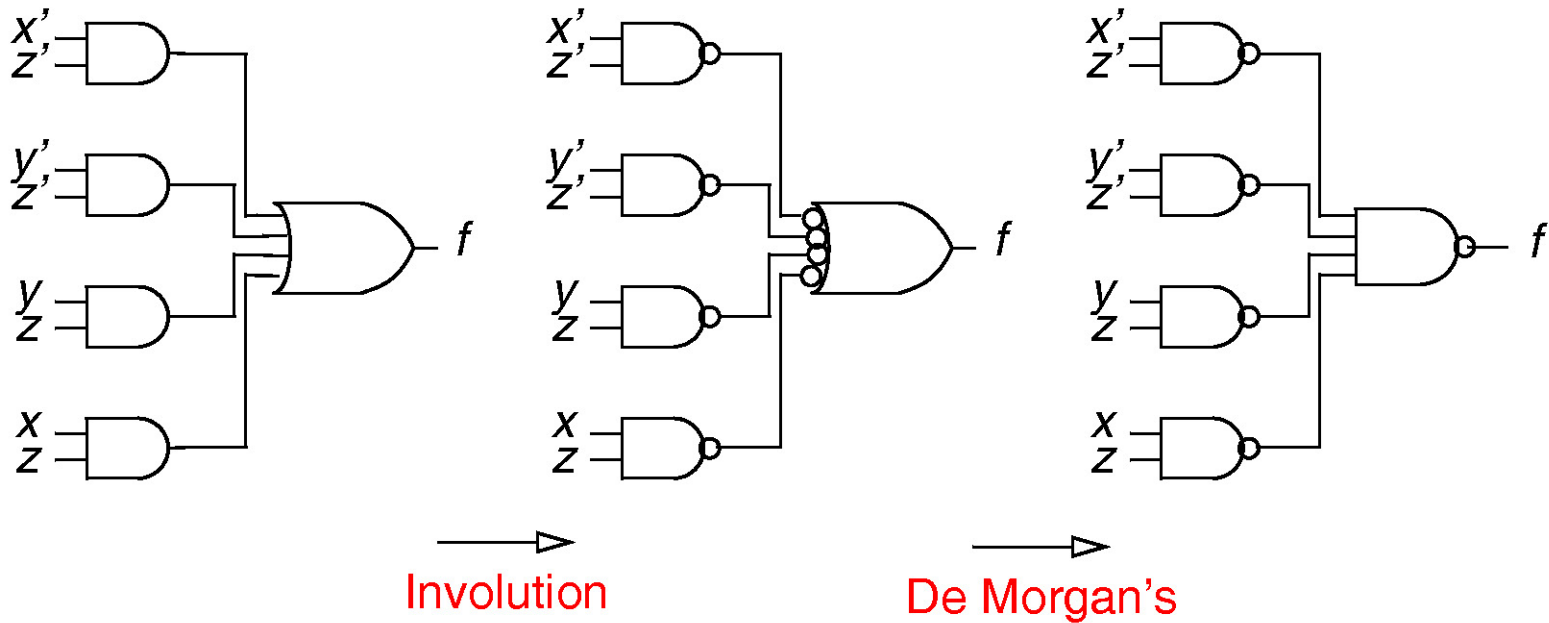 x’, x’, x’,
z’ z’ z’
y’, y’, y’,
z’ z’ z’
f f f
y y y
z z z
x x x
z z z
Involution De Morgan’s